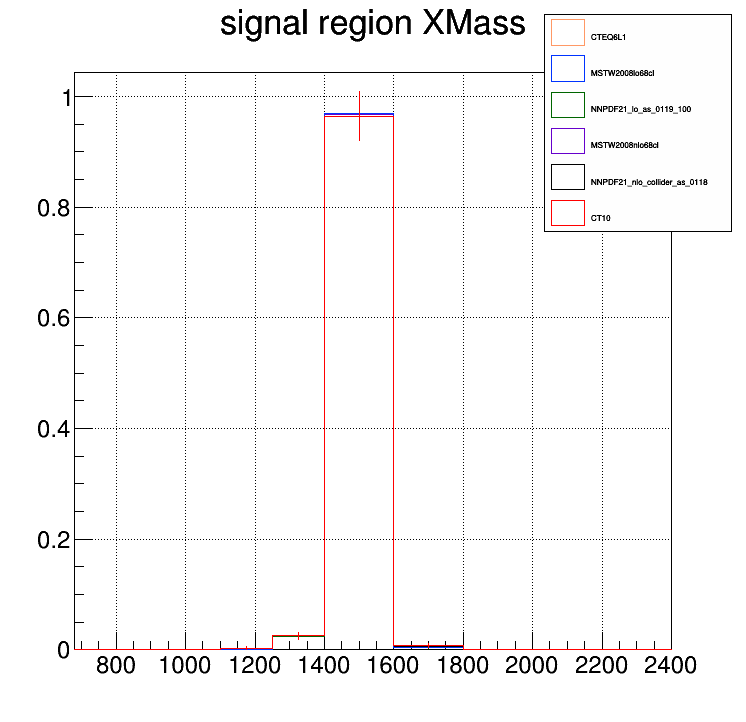 signal region XMass
CTEQ6L1
MSTW2008lo68cl
NNPDF21_lo_as_0119_100
MSTW2008nlo68cl
NNPDF21_nlo_collider_as_0118
CT10
1
0.8
0.6
0.4
0.2
0
800 1000 1200 1400 1600 1800 2000 2200 2400